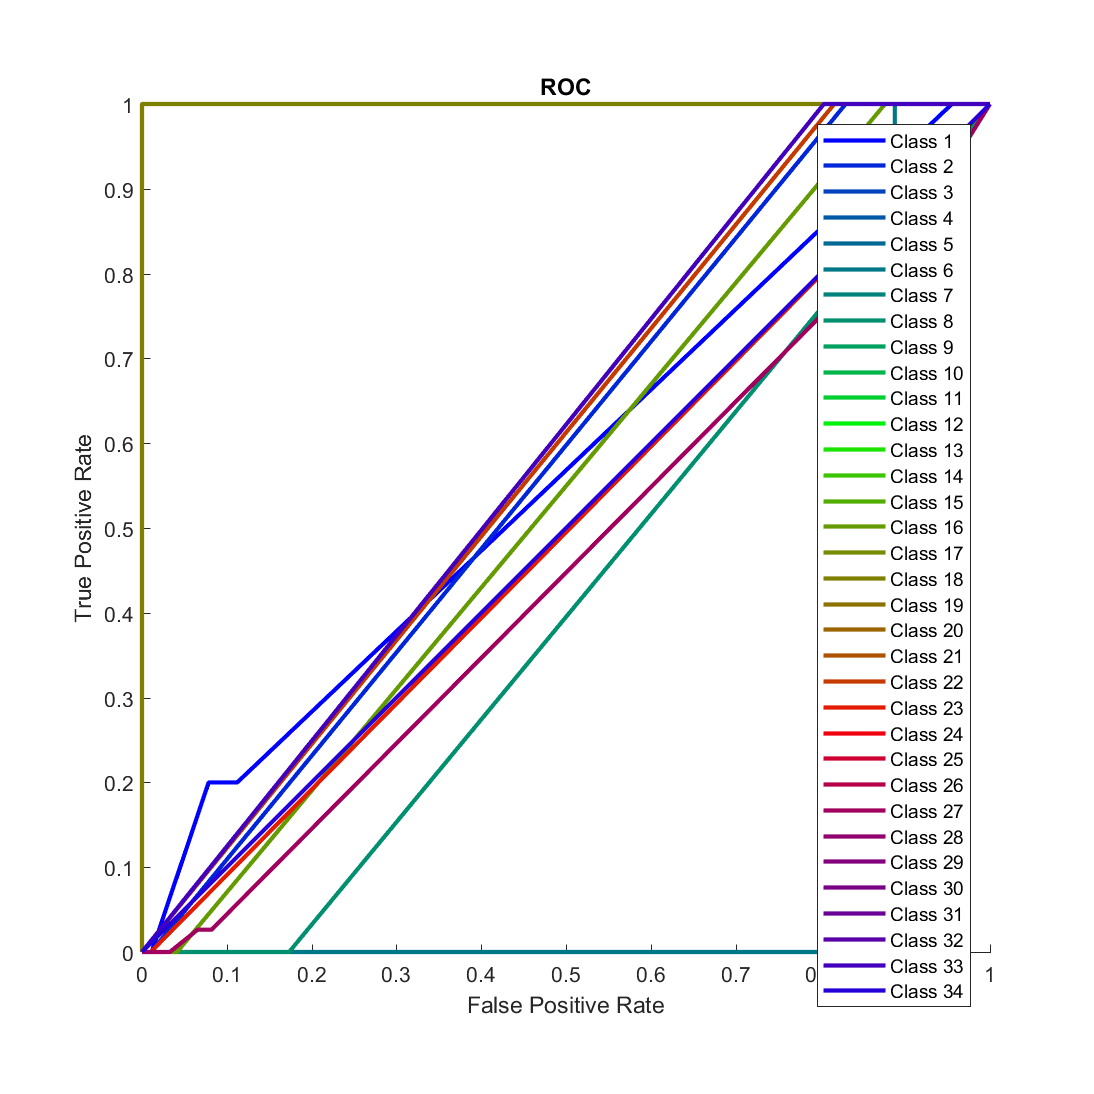 ROC
1
0.9
0.8
0.7
0.6
0.5
0.4
0.3
0.2
0.1
0
True Positive Rate
0 0.1 0.2 0.3 0.4 0.5 0.6 0.7 1
False Positive Rate
Class 1
Class 2
Class 3
Class 4
Class 5
Class 6
Class 7
Class 8
Class 9
Class 10
Class 11
Class 12
Class 13
Class 14
Class 15
Class 16
Class 17
Class 18
Class 19
Class 20
Class 21
Class 22
Class 23
Class 24
Class 25
Class 26
Class 27
Class 28
Class 29
Class 30
Class 31
Class 32
Class 33
Class 34